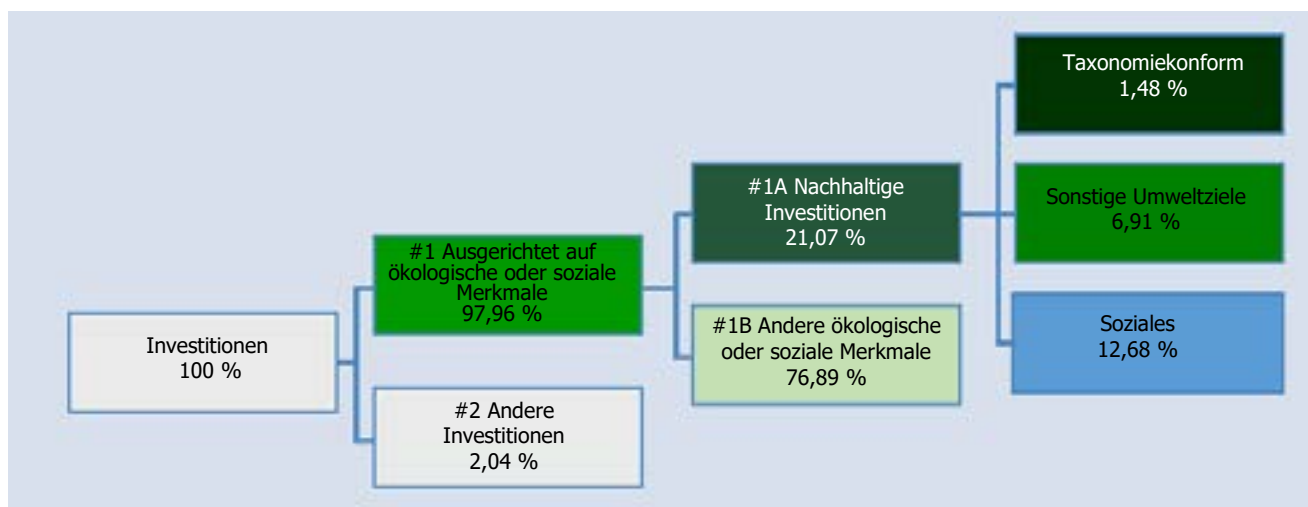 Investitionen
100 %
#1 Ausgerichtet auf
ökologische oder soziale
Merkmale
97,96 %
#2 Andere
Investitionen
2,04 %
#1A Nachhaltige
Investitionen
21,07 %
#1B Andere ökologische
oder soziale Merkmale
76,89 %
Taxonomiekonform
1,48 %
Sonstige Umweltziele
6,91 %
Soziales
12,68 %